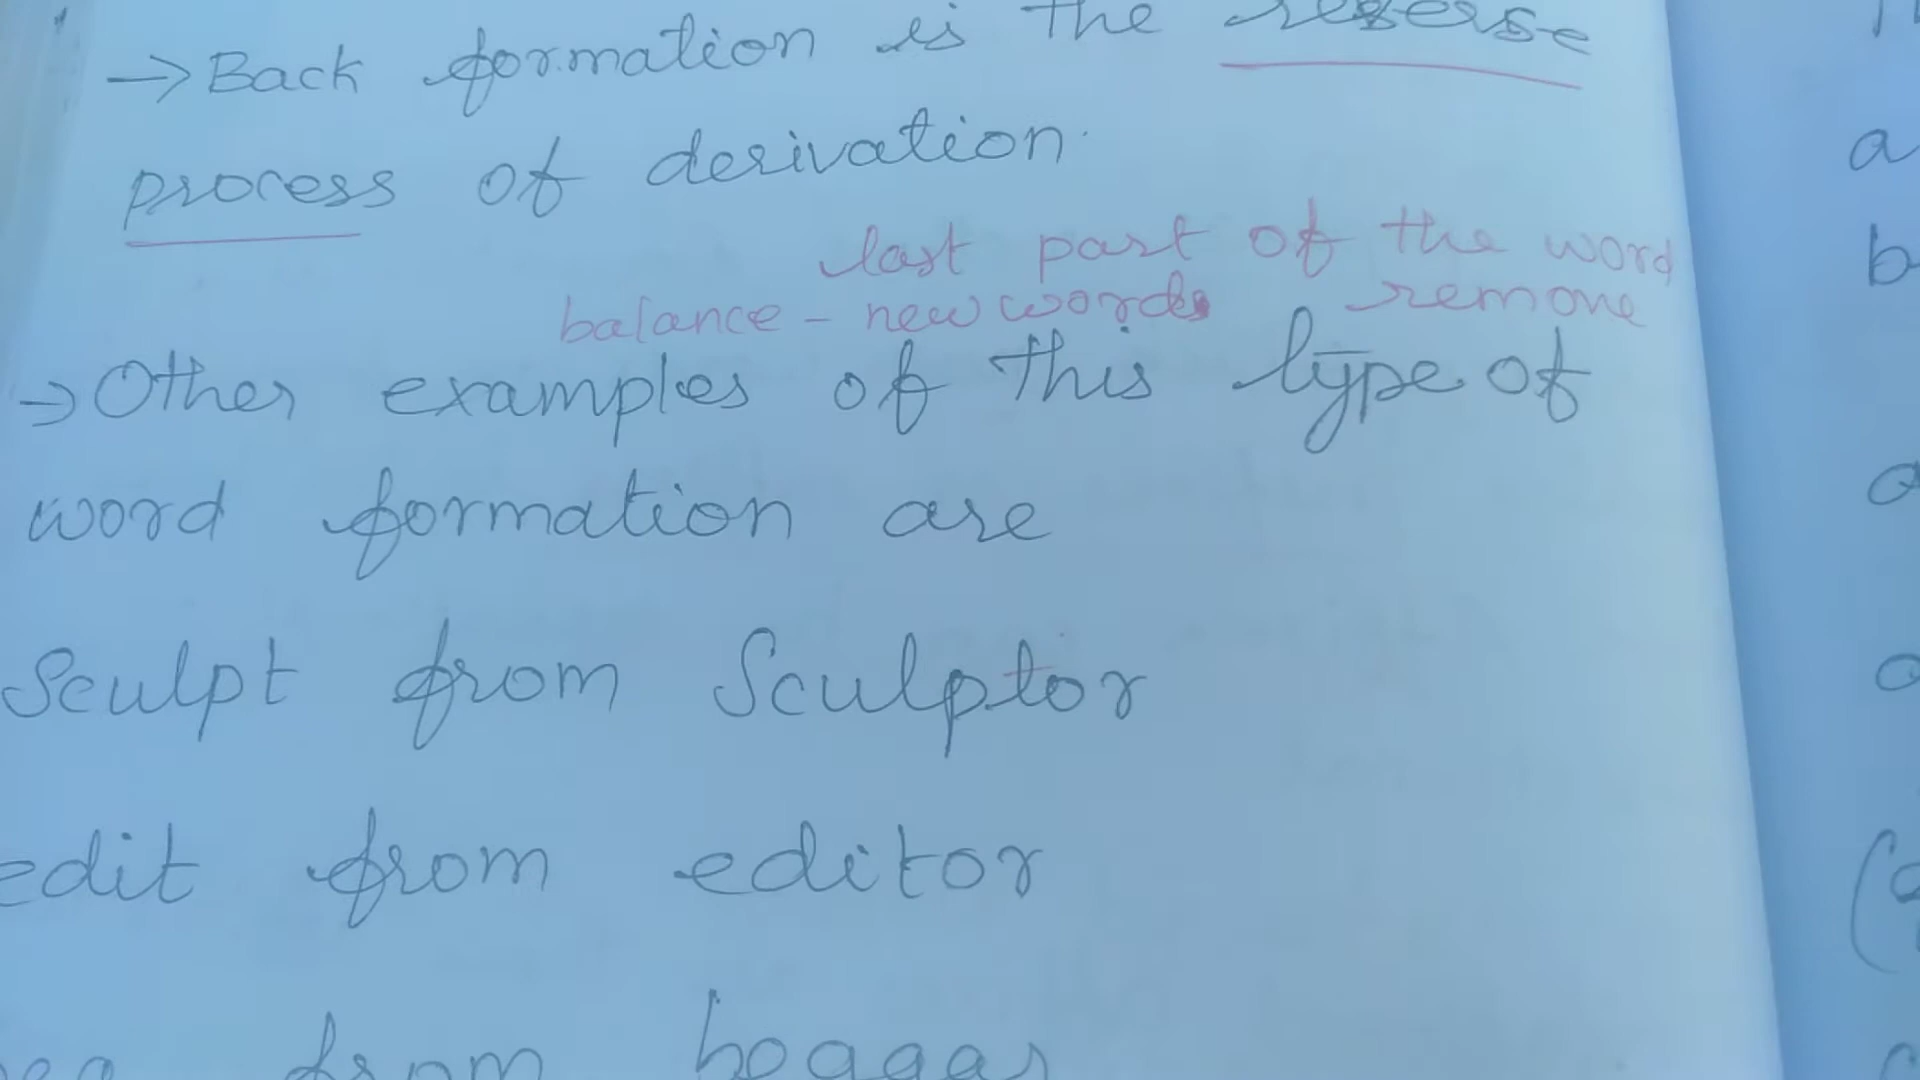 → Back formation is the reverse
process of derivation.
last part of the word
balance - new words remove
→ Other examples of this type of
word formation are
Sculpt from Sculptor
edit from editor
from